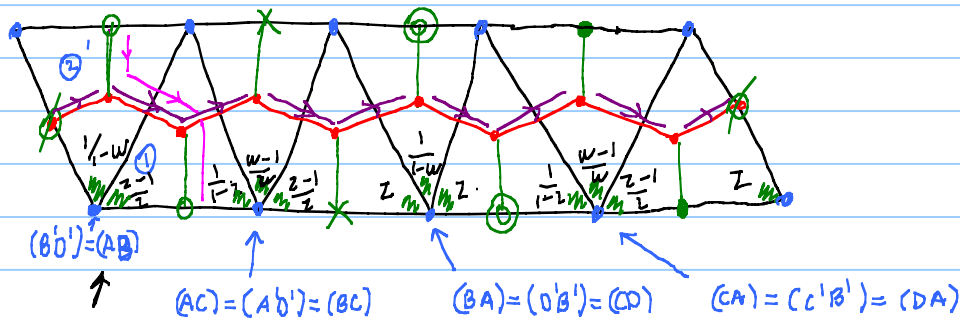 ②'
①
1/1-w
z-1/z
1/1-z
w-1/w
z-1/z
z
1/1-w
z
1/1-z
w-1/w
z-1/z
z
(B'D')=(AB)
(AC)=(A'D')=(BC)
(BA)=(D'B')=(CD)
(CA)=(C'B')=(DA)